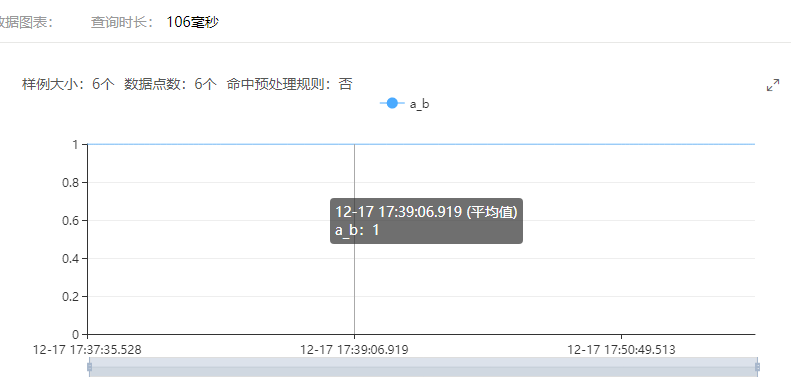 数据图表： 查询时长： 106毫秒
样例大小：6个 数据点数：6个 命中预处理规则：否
a_b
1
0.8
0.6
0.4
0.2
0
12-17 17:39:06.919 (平均值)
a_b：1
12-17 17:37:35.528 12-17 17:39:06.919 12-17 17:50:49.513